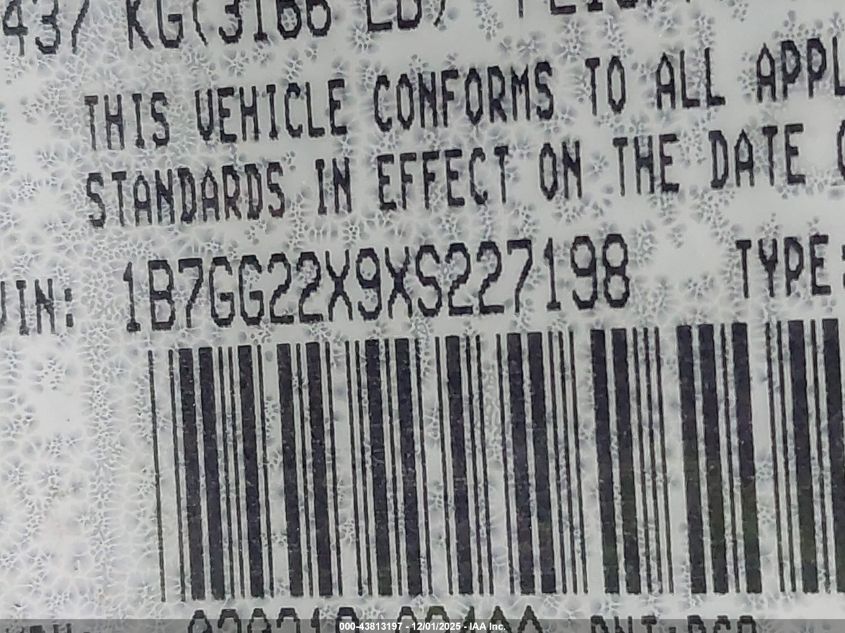 437 KG(3166 LB)
THIS VEHICLE CONFORMS TO ALL APPL
STANDARDS IN EFFECT ON THE DATE
VIN: 1B7GG22X9XS227198 TYPE:
000-43813197 - 12/01/2025 - IAA Inc.